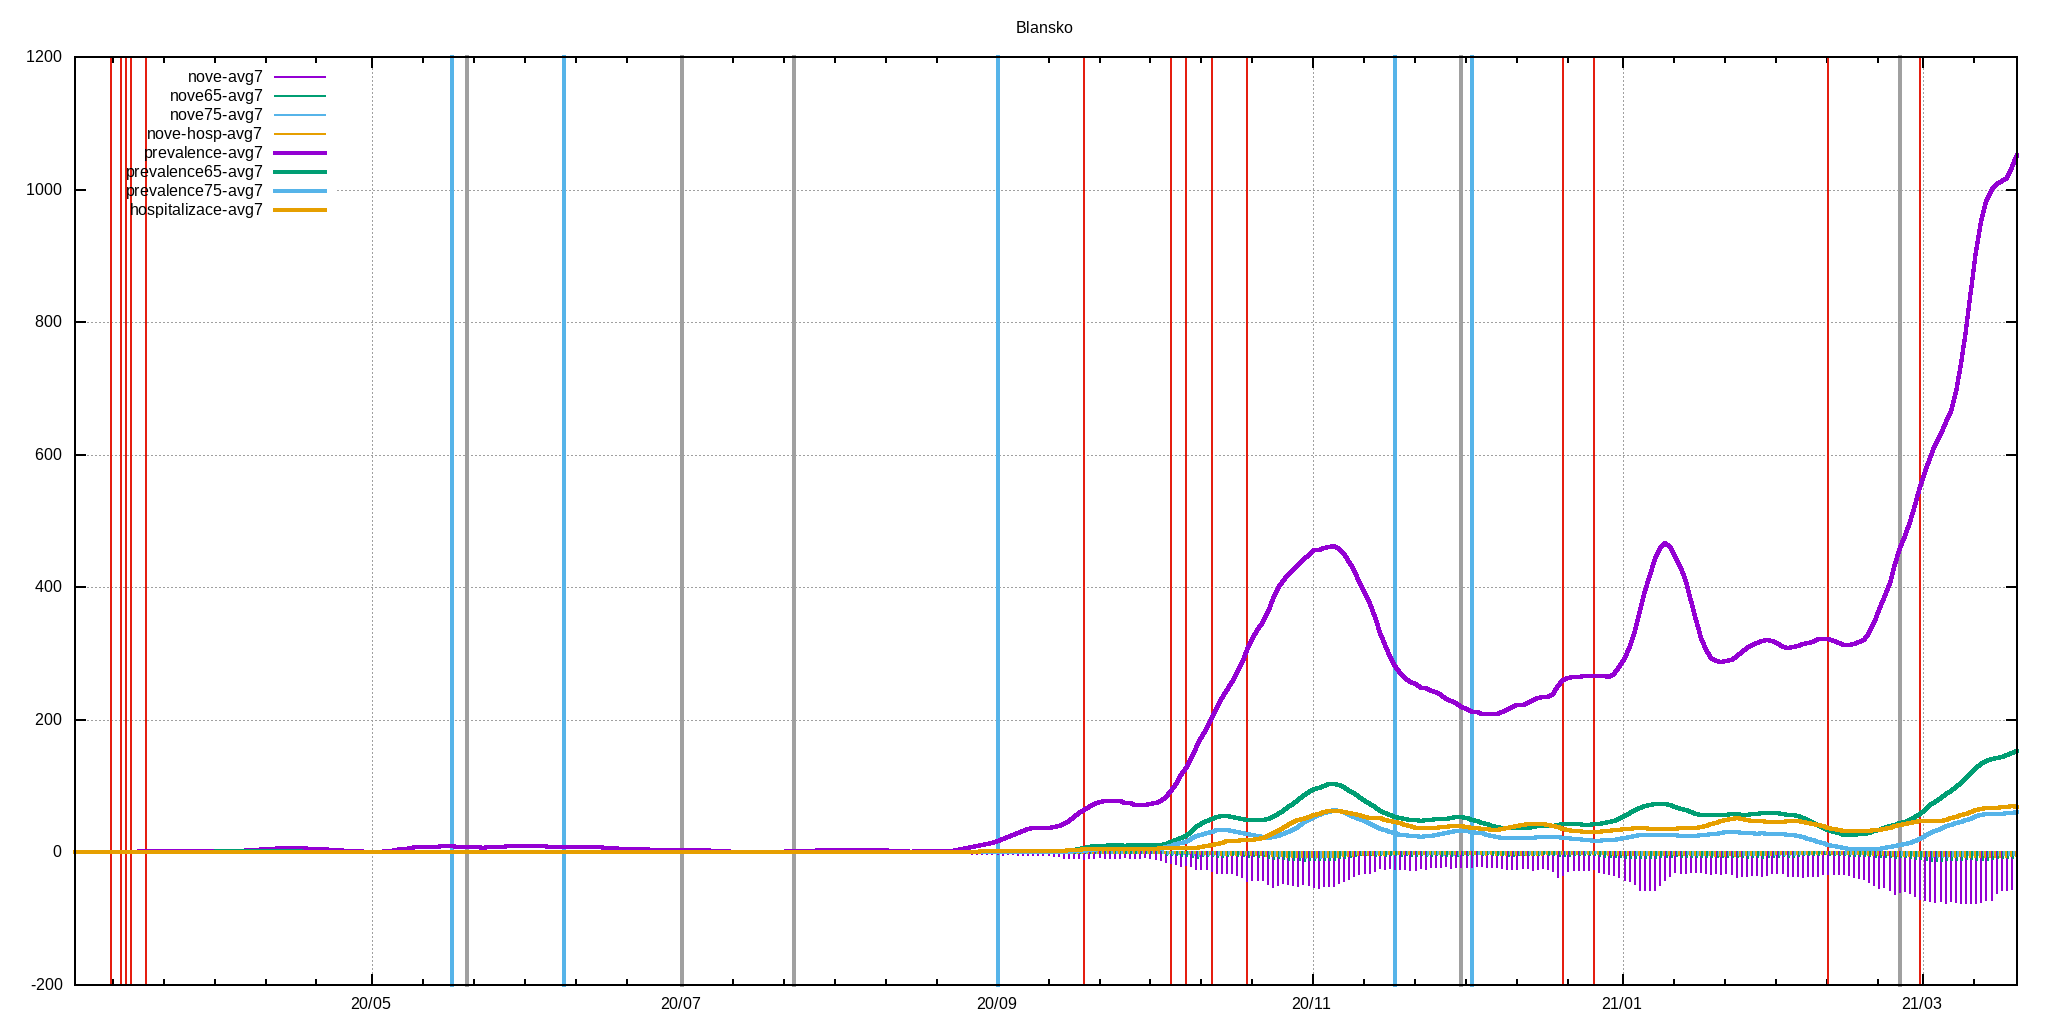 Blansko
1200
1000
800
600
400
200
0
-200
nove-avg7
nove65-avg7
nove75-avg7
nove-hosp-avg7
prevalence-avg7
prevalence65-avg7
prevalence75-avg7
hospitalizace-avg7
20/05 20/07 20/09 20/11 21/01 21/03